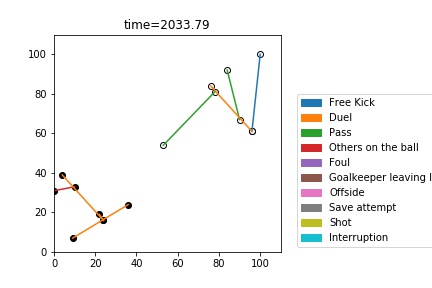 time=2033.79
100
80
60
40
20
0
0 20 40 60 80 100
Free Kick
Duel
Pass
Others on the ball
Foul
Goalkeeper leaving l
Offside
Save attempt
Shot
Interruption